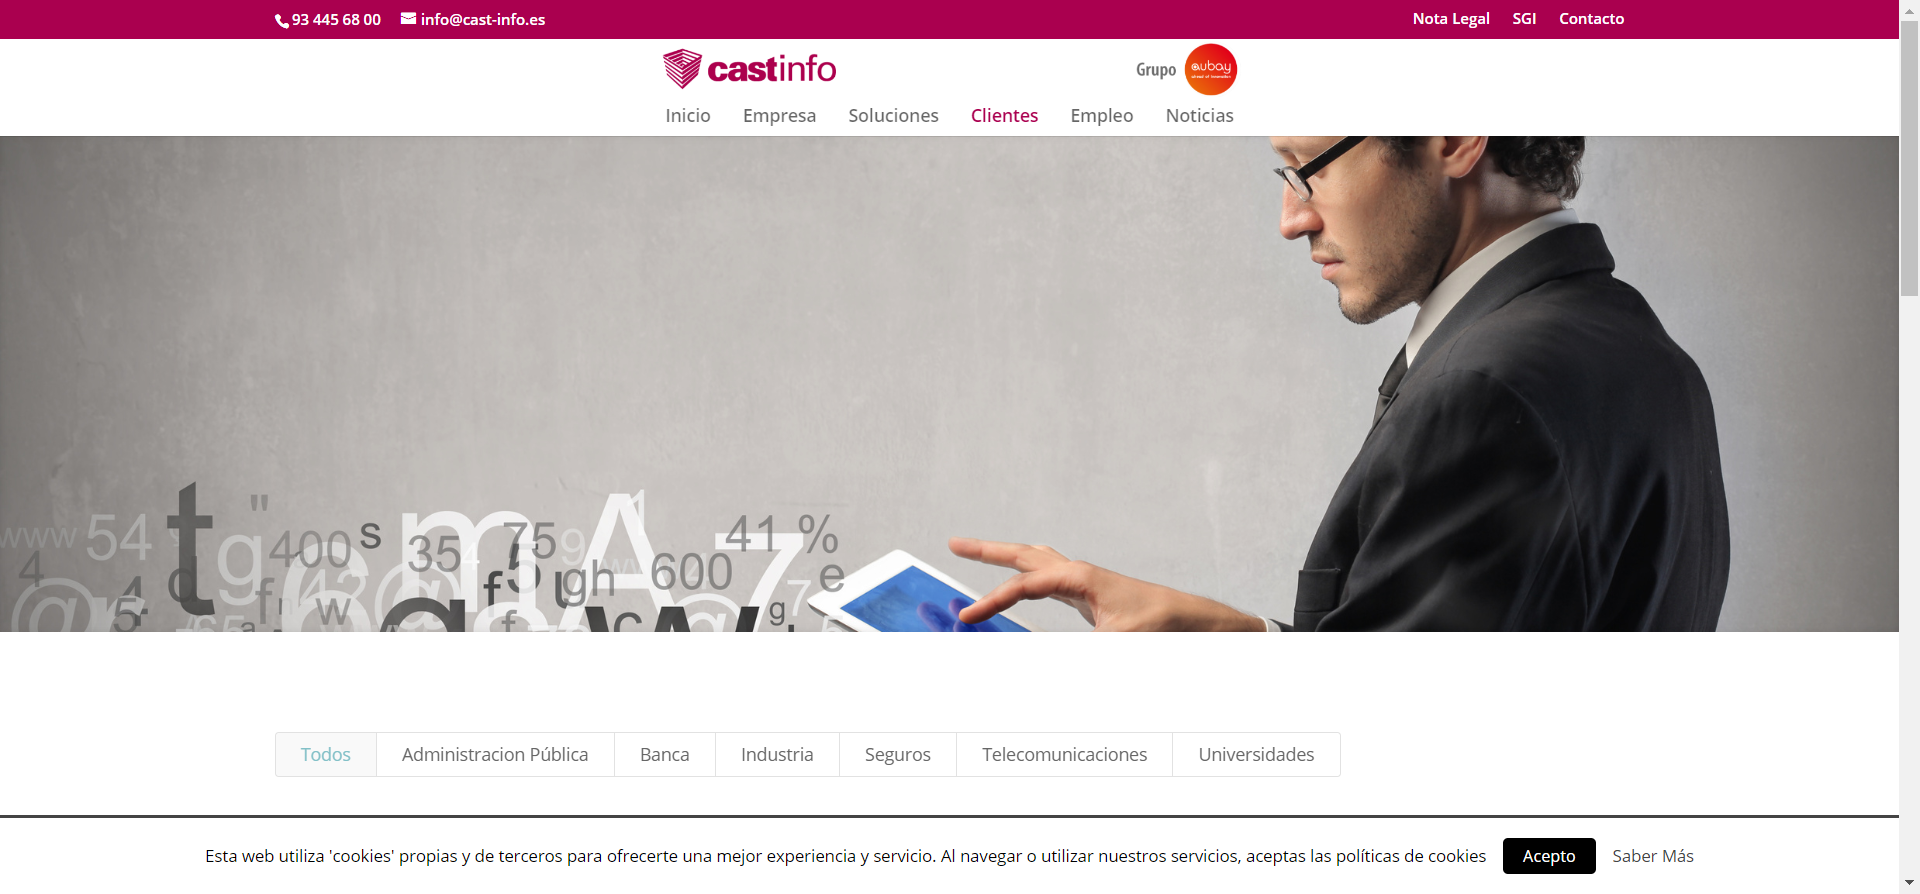 93 445 68 00 info@cast-info.es Nota Legal SGI Contacto
castinfo Grupo aubay
Inicio Empresa Soluciones Clientes Empleo Noticias
Todos Administracion Pública Banca Industria Seguros Telecomunicaciones Universidades
Esta web utiliza 'cookies' propias y de terceros para ofrecerte una mejor experiencia y servicio. Al navegar o utilizar nuestros servicios, aceptas las políticas de cookies Acepto Saber Más